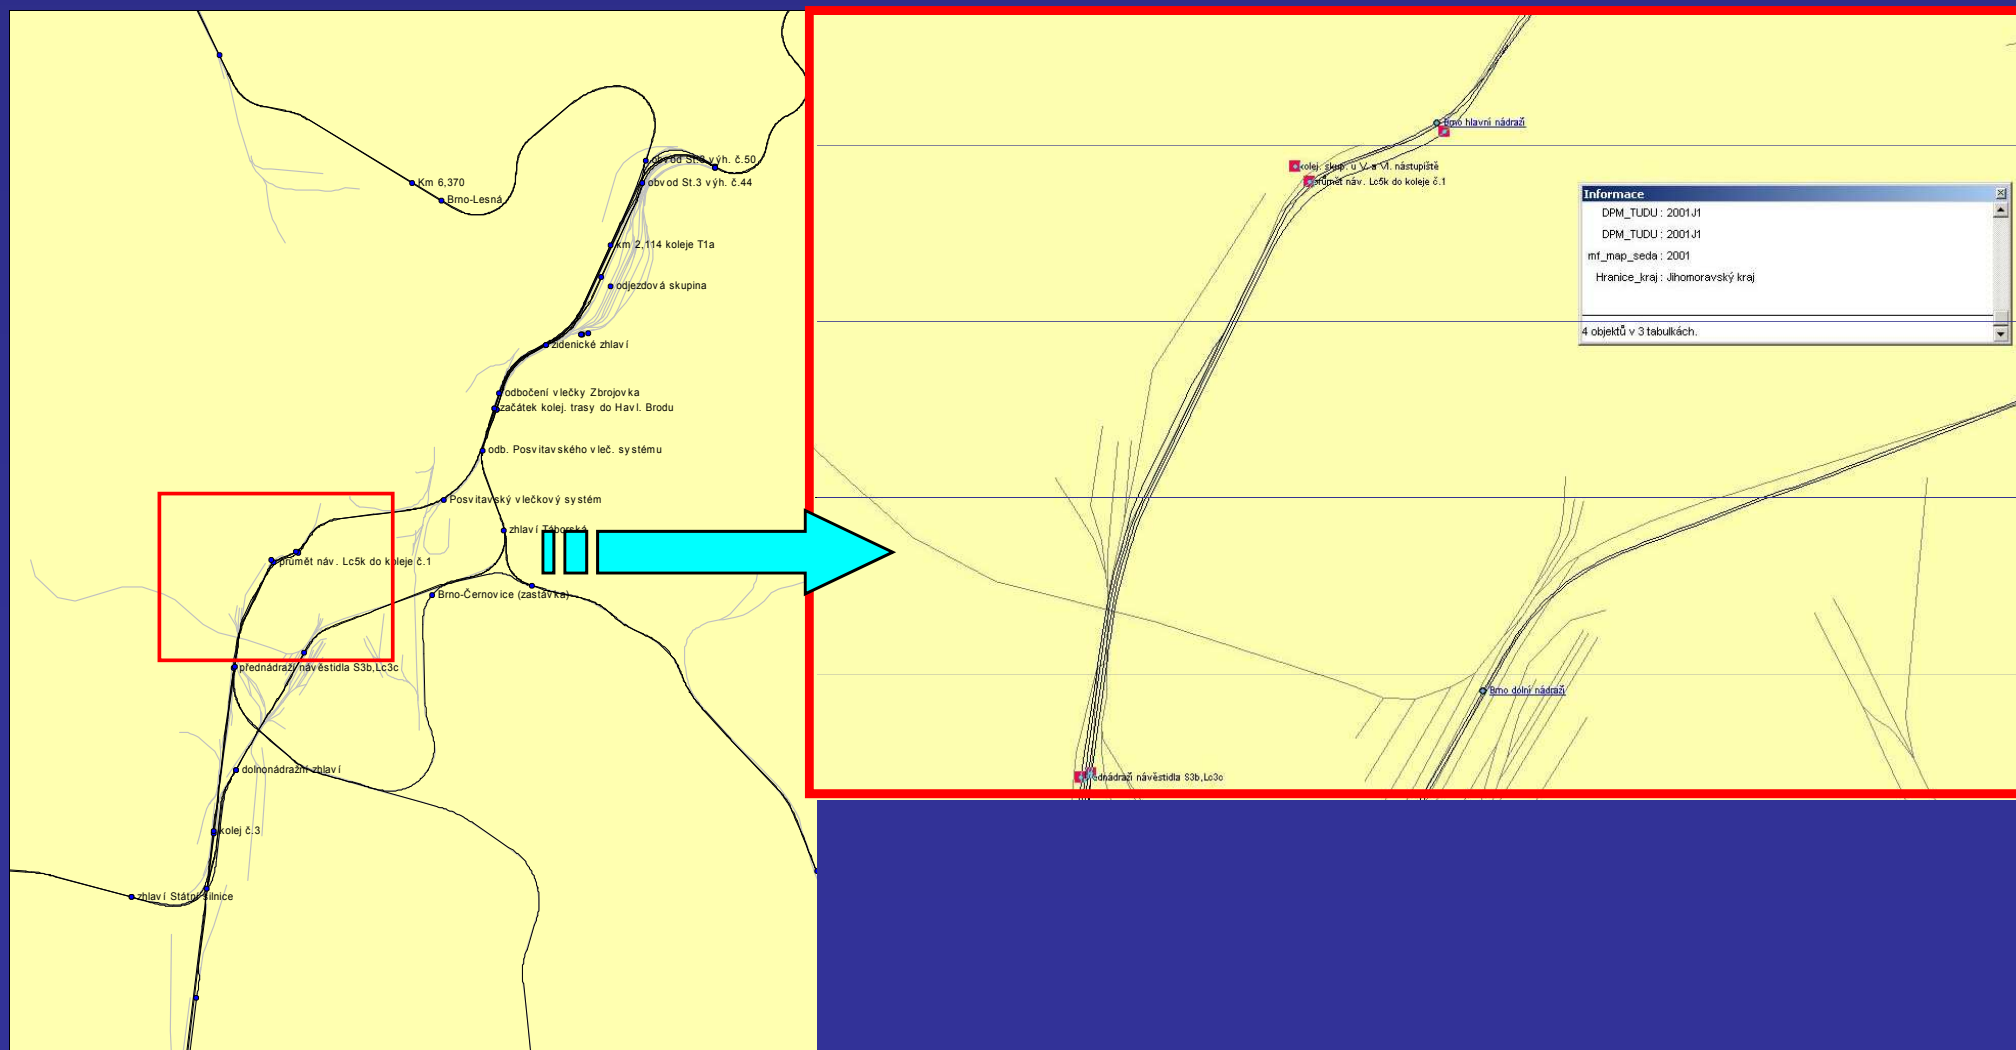 obvod St.3 výh. č.50
Km 6,370
obvod St.3 výh. č.44
Brno-Lesná
km 2,114 koleje T1a
odjezdová skupina
židenické zhlaví
odbočení vlečky Zbrojovka
začátek kolej. trasy do Havl. Brodu
odb. Posvitavského vleč. systému
Posvitavský vlečkový systém
zhlaví Táborská
průmět náv. Lc5k do koleje č.1
Brno-Černovice (zastávka)
přednádraží návěstidla S3b,Lc3c
dolnonádražní zhlaví
kolej č.3
zhlaví Státní silnice
Brno hlavní nádraží
kolej. skup. u V. a VI. nástupiště
průmět náv. Lc5k do koleje č.1
Informace
DPM_TUDU : 2001J1
DPM_TUDU : 2001J1
mf_map_seda : 2001
Hranice_kraj : Jihomoravský kraj
4 objektů v 3 tabulkách.
Brno dolní nádraží
ednádraží návěstidla S3b,Lc3c